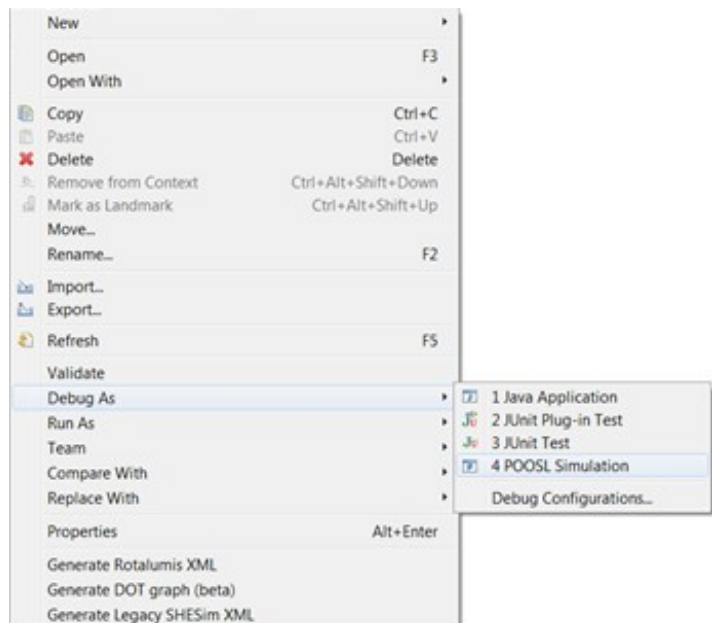 New
Open F3
Open With
Copy Ctrl+C
Paste Ctrl+V
Delete Delete
Remove from Context Ctrl+Alt+Shift+Down
Mark as Landmark Ctrl+Alt+Shift+Up
Move...
Rename... F2
Import...
Export...
Refresh F5
Validate
Debug As
Run As
Team
Compare With
Replace With
Properties Alt+Enter
Generate Rotalumis XML
Generate DOT graph (beta)
Generate Legacy SHESim XML
1 Java Application
2 JUnit Plug-in Test
3 JUnit Test
4 POOSL Simulation
Debug Configurations...